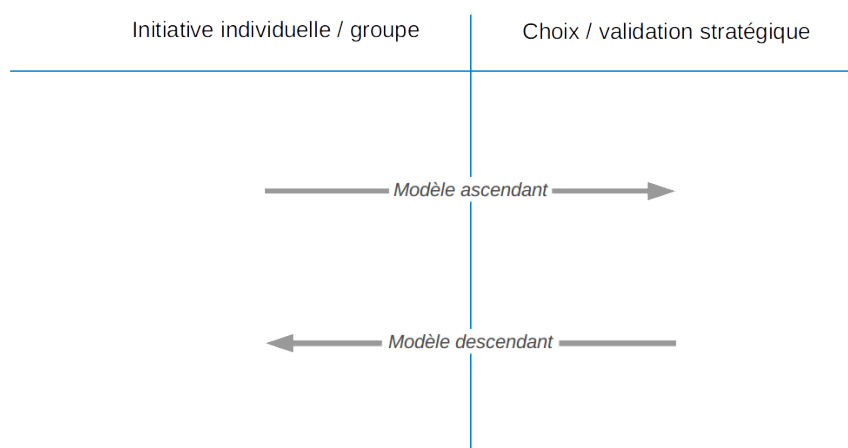 Initiative individuelle / groupe
Choix / validation stratégique
Modèle ascendant
Modèle descendant